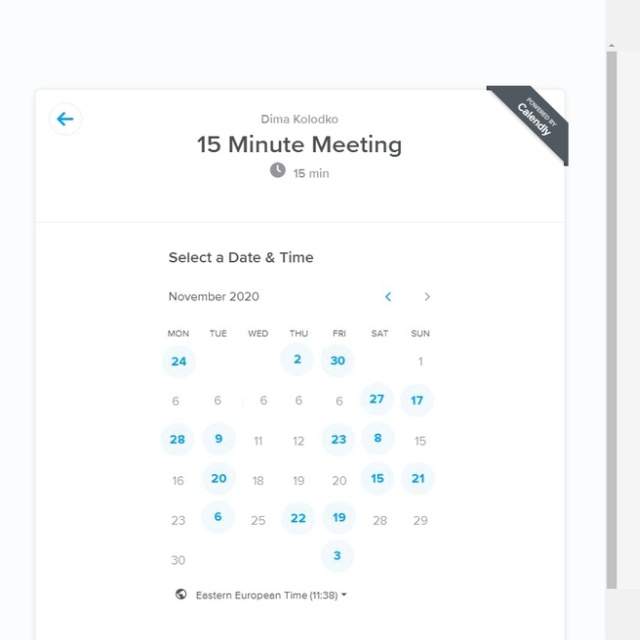 POWERED BY
Calendly
Dima Kolodko
15 Minute Meeting
15 min
Select a Date & Time
November 2020
MON TUE WED THU FRI SAT SUN
24 2 30 1
6 6 6 6 6 27 17
28 9 11 12 23 8 15
16 20 18 19 20 15 21
23 6 25 22 19 28 29
30 3
Eastern European Time (11:38)